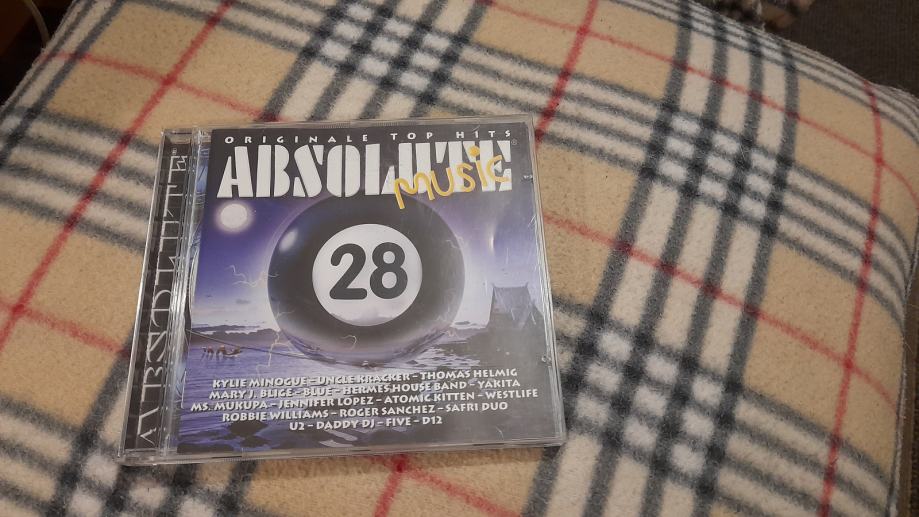 ORIGINALE TOP HITS
ABSOLUTE
music
28
KYLIE MINOGUE – UNCLE KRACKER – THOMAS HELMIG
MARY J. BLIGE – BLUE – HERMES HOUSE BAND – YAKITA
MS. MUKUPA – JENNIFER LOPEZ – ATOMIC KITTEN – WESTLIFE
ROBBIE WILLIAMS – ROGER SANCHEZ – SAFRI DUO
U2 – DADDY DJ – FIVE – D12
ABSOLUTE